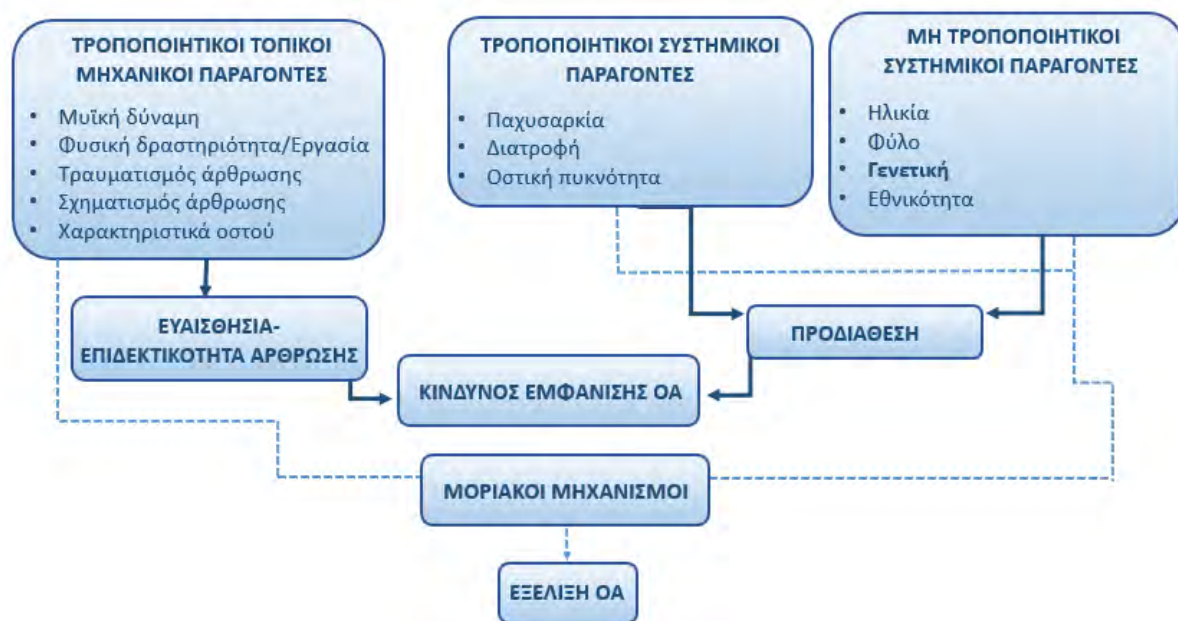 ΤΡΟΠΟΠΟΙΗΤΙΚΟΙ ΤΟΠΙΚΟΙ
ΜΗΧΑΝΙΚΟΙ ΠΑΡΑΓΟΝΤΕΣ
• Μυϊκή δύναμη
• Φυσική δραστηριότητα/Εργασία
• Τραυματισμός άρθρωσης
• Σχηματισμός άρθρωσης
• Χαρακτηριστικά οστού
ΤΡΟΠΟΠΟΙΗΤΙΚΟΙ ΣΥΣΤΗΜΙΚΟΙ
ΠΑΡΑΓΟΝΤΕΣ
• Παχυσαρκία
• Διατροφή
• Οστική πυκνότητα
ΜΗ ΤΡΟΠΟΠΟΙΗΤΙΚΟΙ
ΣΥΣΤΗΜΙΚΟΙ ΠΑΡΑΓΟΝΤΕΣ
• Ηλικία
• Φύλο
• Γενετική
• Εθνικότητα
ΕΥΑΙΣΘΗΣΙΑ-
ΕΠΙΔΕΚΤΙΚΟΤΗΤΑ ΑΡΘΡΩΣΗΣ
ΠΡΟΔΙΑΘΕΣΗ
ΚΙΝΔΥΝΟΣ ΕΜΦΑΝΙΣΗΣ ΟΑ
ΜΟΡΙΑΚΟΙ ΜΗΧΑΝΙΣΜΟΙ
ΕΞΕΛΙΞΗ ΟΑ